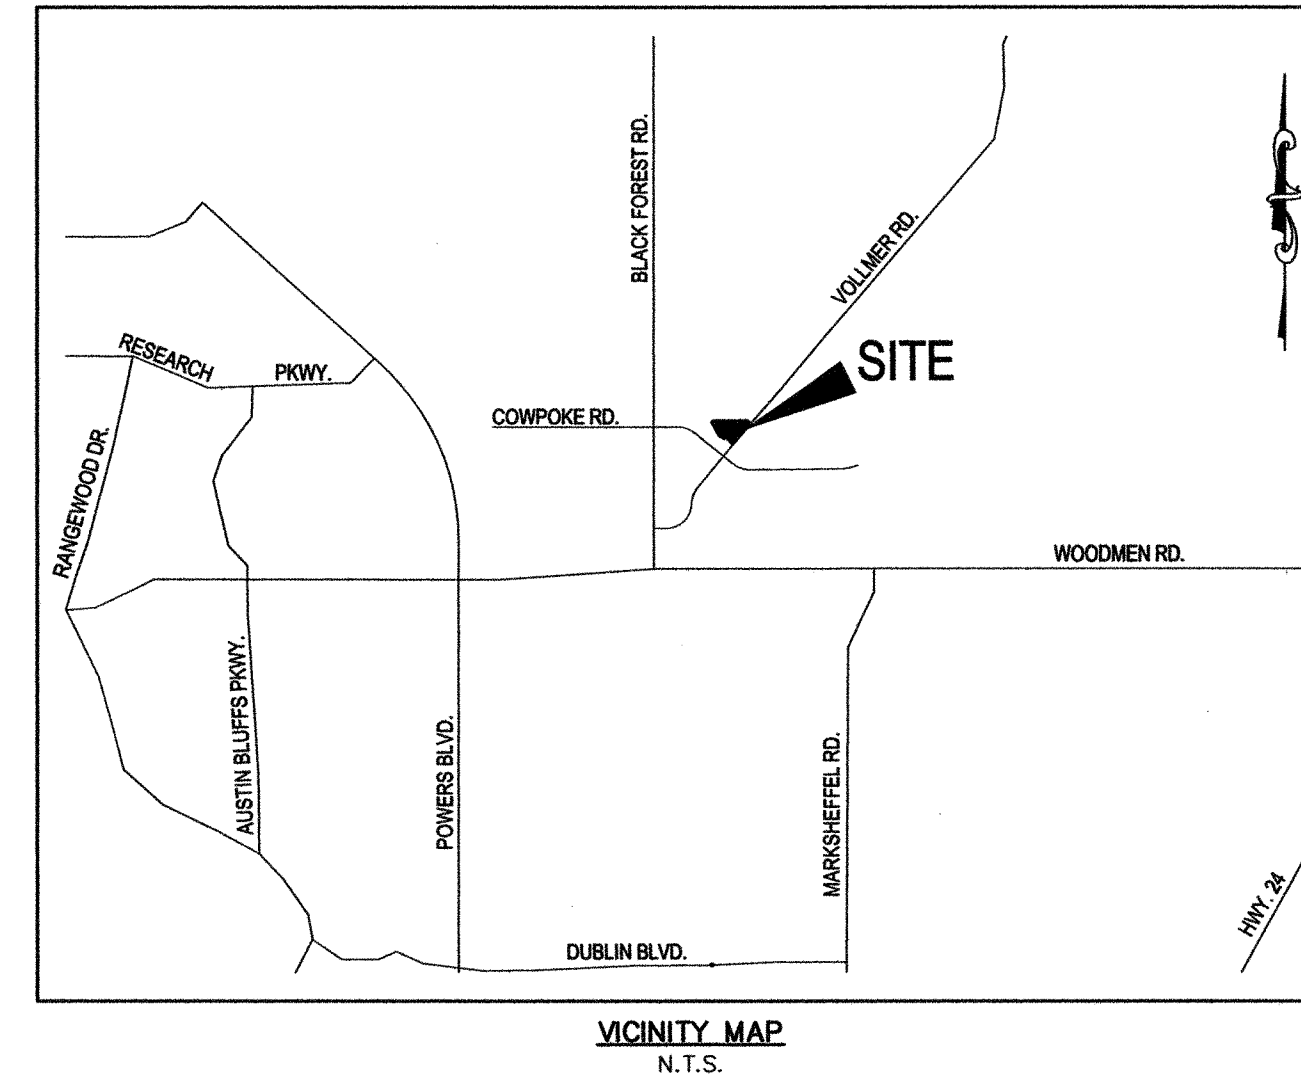 BLACK FOREST RD.
VOLLMER RD.
RESEARCH PKWY.
SITE
COWPOKE RD.
RANGEWOOD DR.
WOODMEN RD.
AUSTIN BLUFFS PKWY.
POWERS BLVD.
MARKSHEFFEL RD.
HWY. 24
DUBLIN BLVD.
VICINITY MAP
N.T.S.